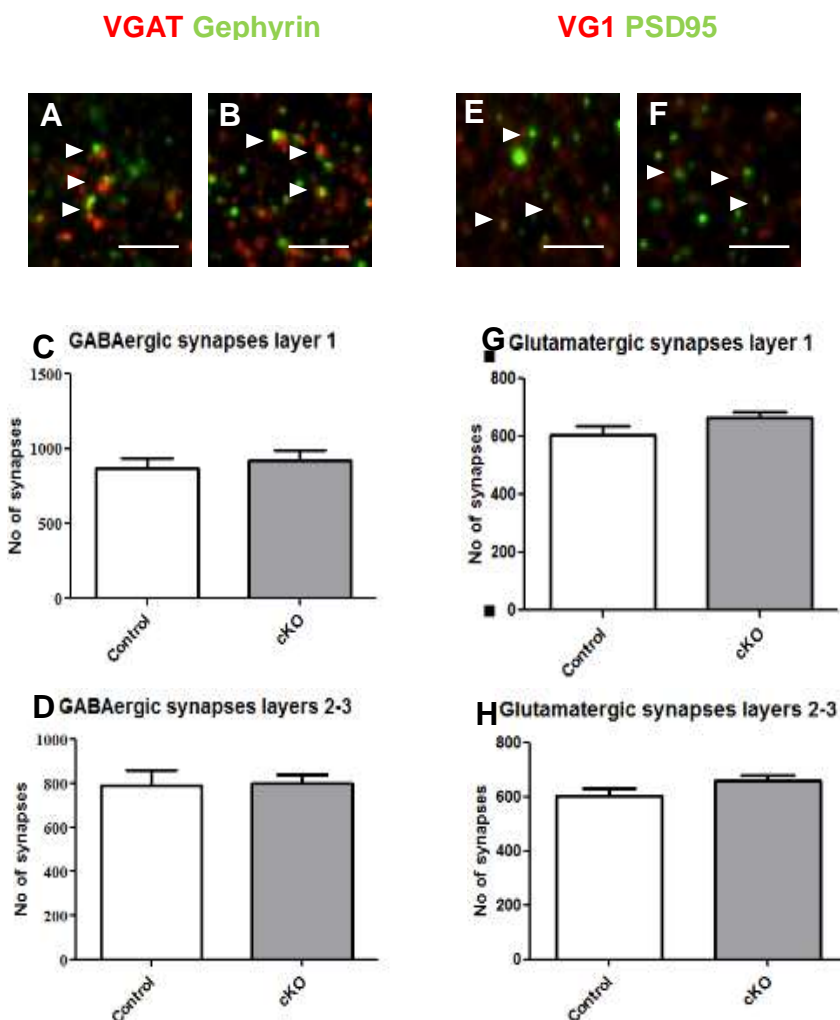 VGAT Gephyrin
VG1 PSD95
A
B
E
F
C
GABAergic synapses layer 1
No of synapses
1500
1000
500
0
Control
cKO
G
Glutamatergic synapses layer 1
No of synapses
800
600
400
200
0
Control
cKO
D
GABAergic synapses layers 2-3
No of synapses
1000
800
600
400
200
0
Control
cKO
H
Glutamatergic synapses layers 2-3
No of synapses
800
600
400
200
0
Control
cKO